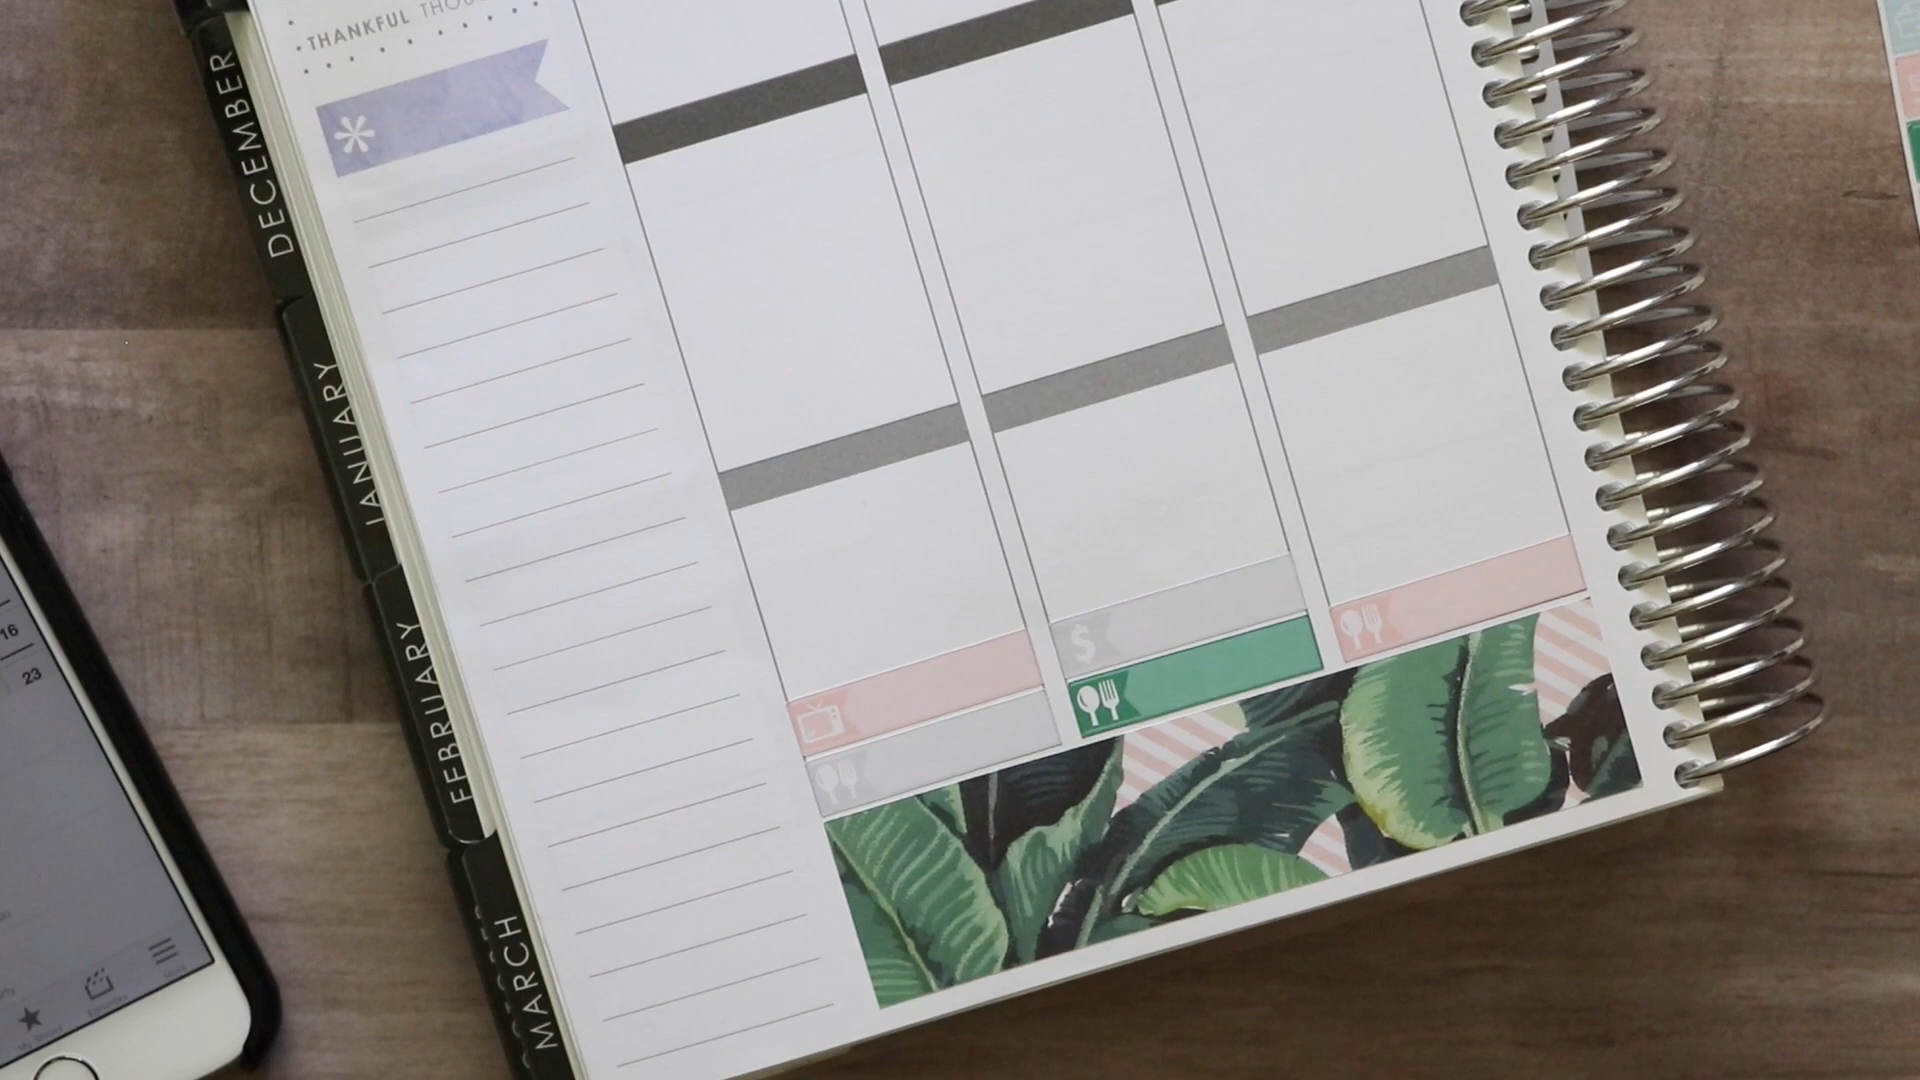 THANKFUL
DECEMBER
JANUARY
FEBRUARY
MARCH
$
16
23